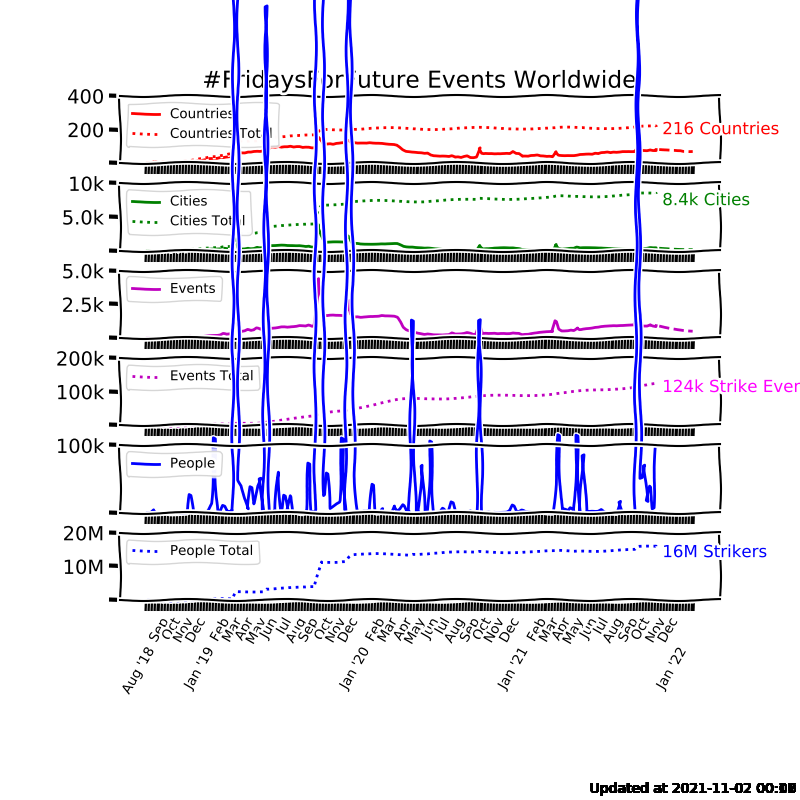 #FridaysForFuture Events Worldwide
400
200
Countries
Countries Total
216 Countries
10k
5.0k
Cities
Cities Total
8.4k Cities
5.0k
2.5k
Events
200k
100k
Events Total
124k Strike Even
100k
People
20M
10M
People Total
16M Strikers
Aug '18 Sep Oct Nov Dec Jan '19 Feb Mar Apr May Jun Jul Aug Sep Oct Nov Dec Jan '20 Feb Mar Apr May Jun Jul Aug Sep Oct Nov Dec Jan '21 Feb Mar Apr May Jun Jul Aug Sep Oct Nov Dec Jan '22
Updated at 2021-11-02